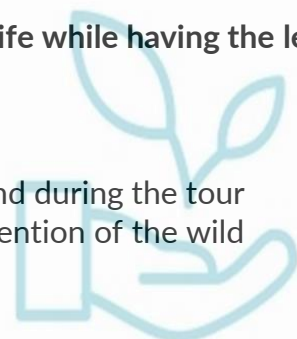 ife while having the le
nd during the tour
ention of the wild